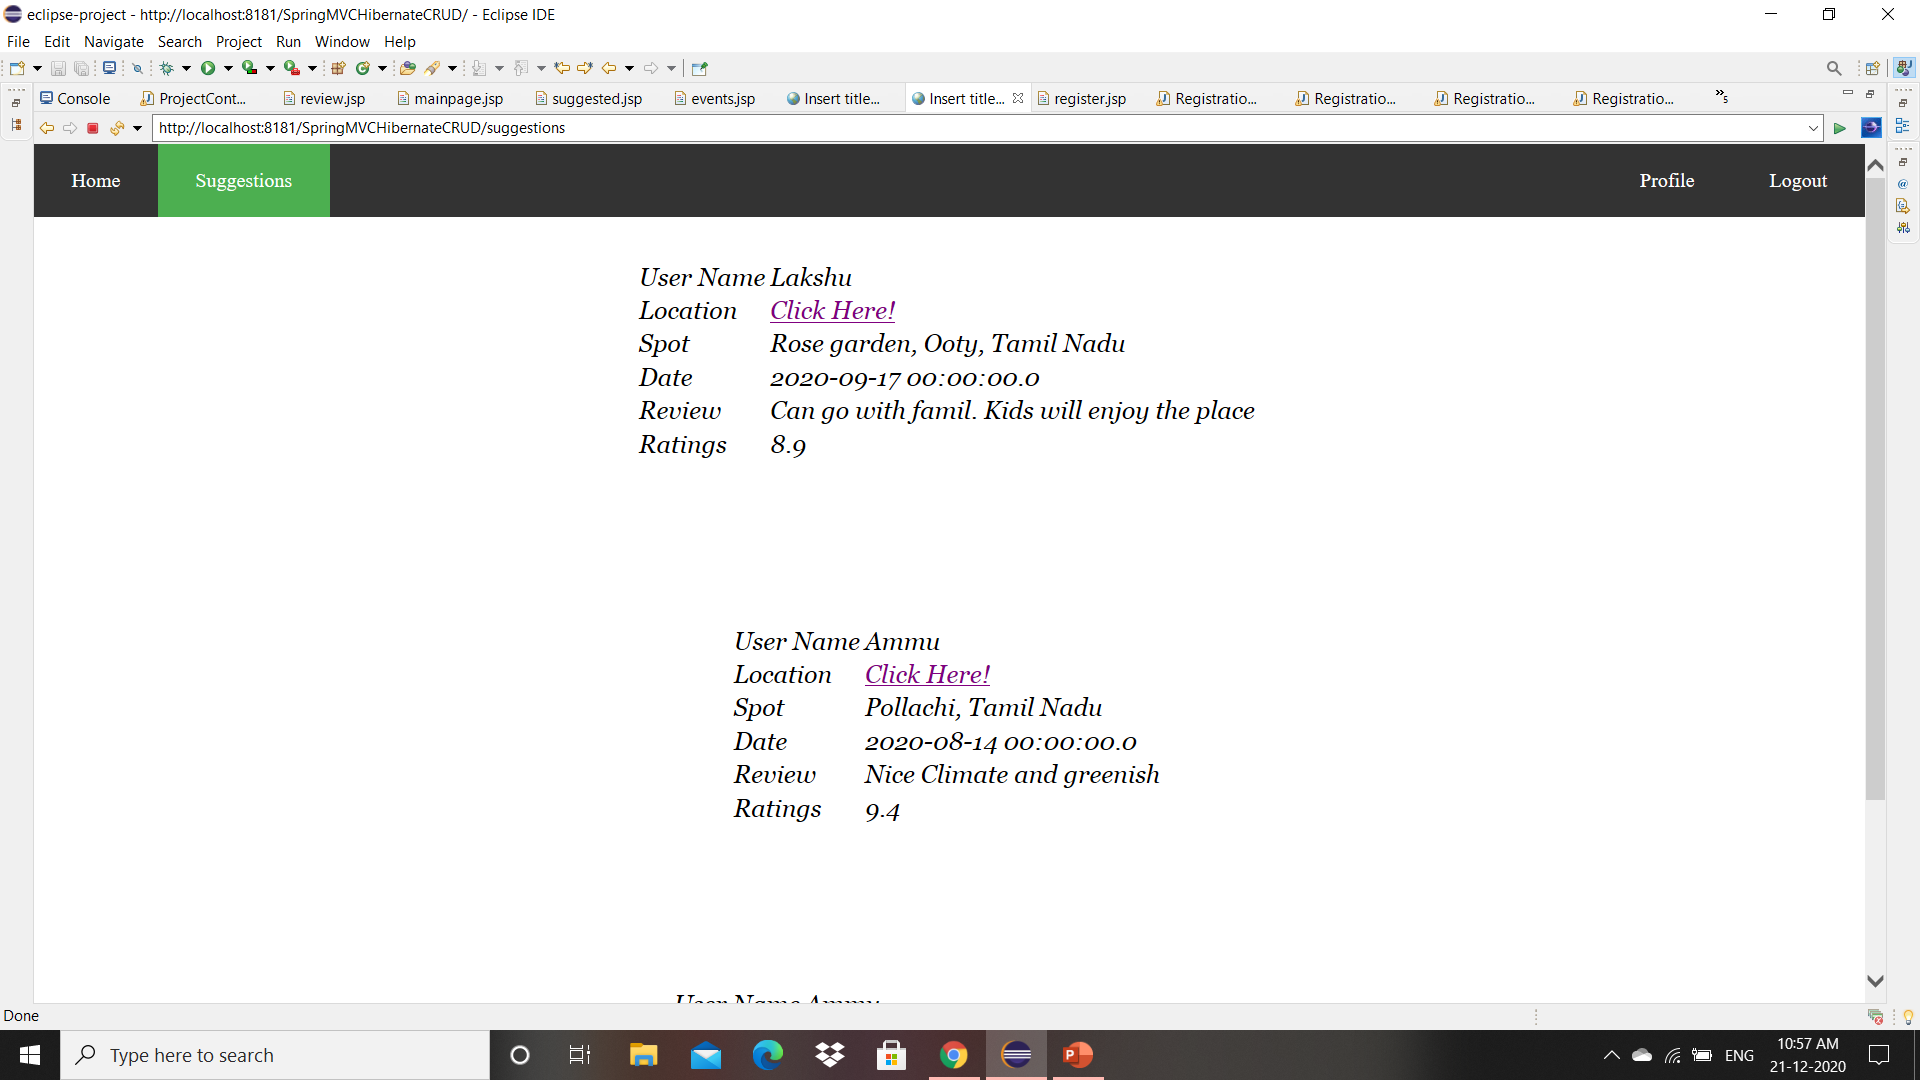 eclipse-project - http://localhost:8181/SpringMVCHibernateCRUD/ - Eclipse IDE
File Edit Navigate Search Project Run Window Help
Console ProjectCont... review.jsp mainpage.jsp suggested.jsp events.jsp Insert title... Insert title... register.jsp Registratio... Registratio... Registratio... Registratio... »5
http://localhost:8181/SpringMVCHibernateCRUD/suggestions
Home Suggestions Profile Logout
User Name Lakshu
Location Click Here!
Spot Rose garden, Ooty, Tamil Nadu
Date 2020-09-17 00:00:00.0
Review Can go with famil. Kids will enjoy the place
Ratings 8.9
User Name Ammu
Location Click Here!
Spot Pollachi, Tamil Nadu
Date 2020-08-14 00:00:00.0
Review Nice Climate and greenish
Ratings 9.4
User Name Ammu
Done
Type here to search
ENG
10:57 AM
21-12-2020